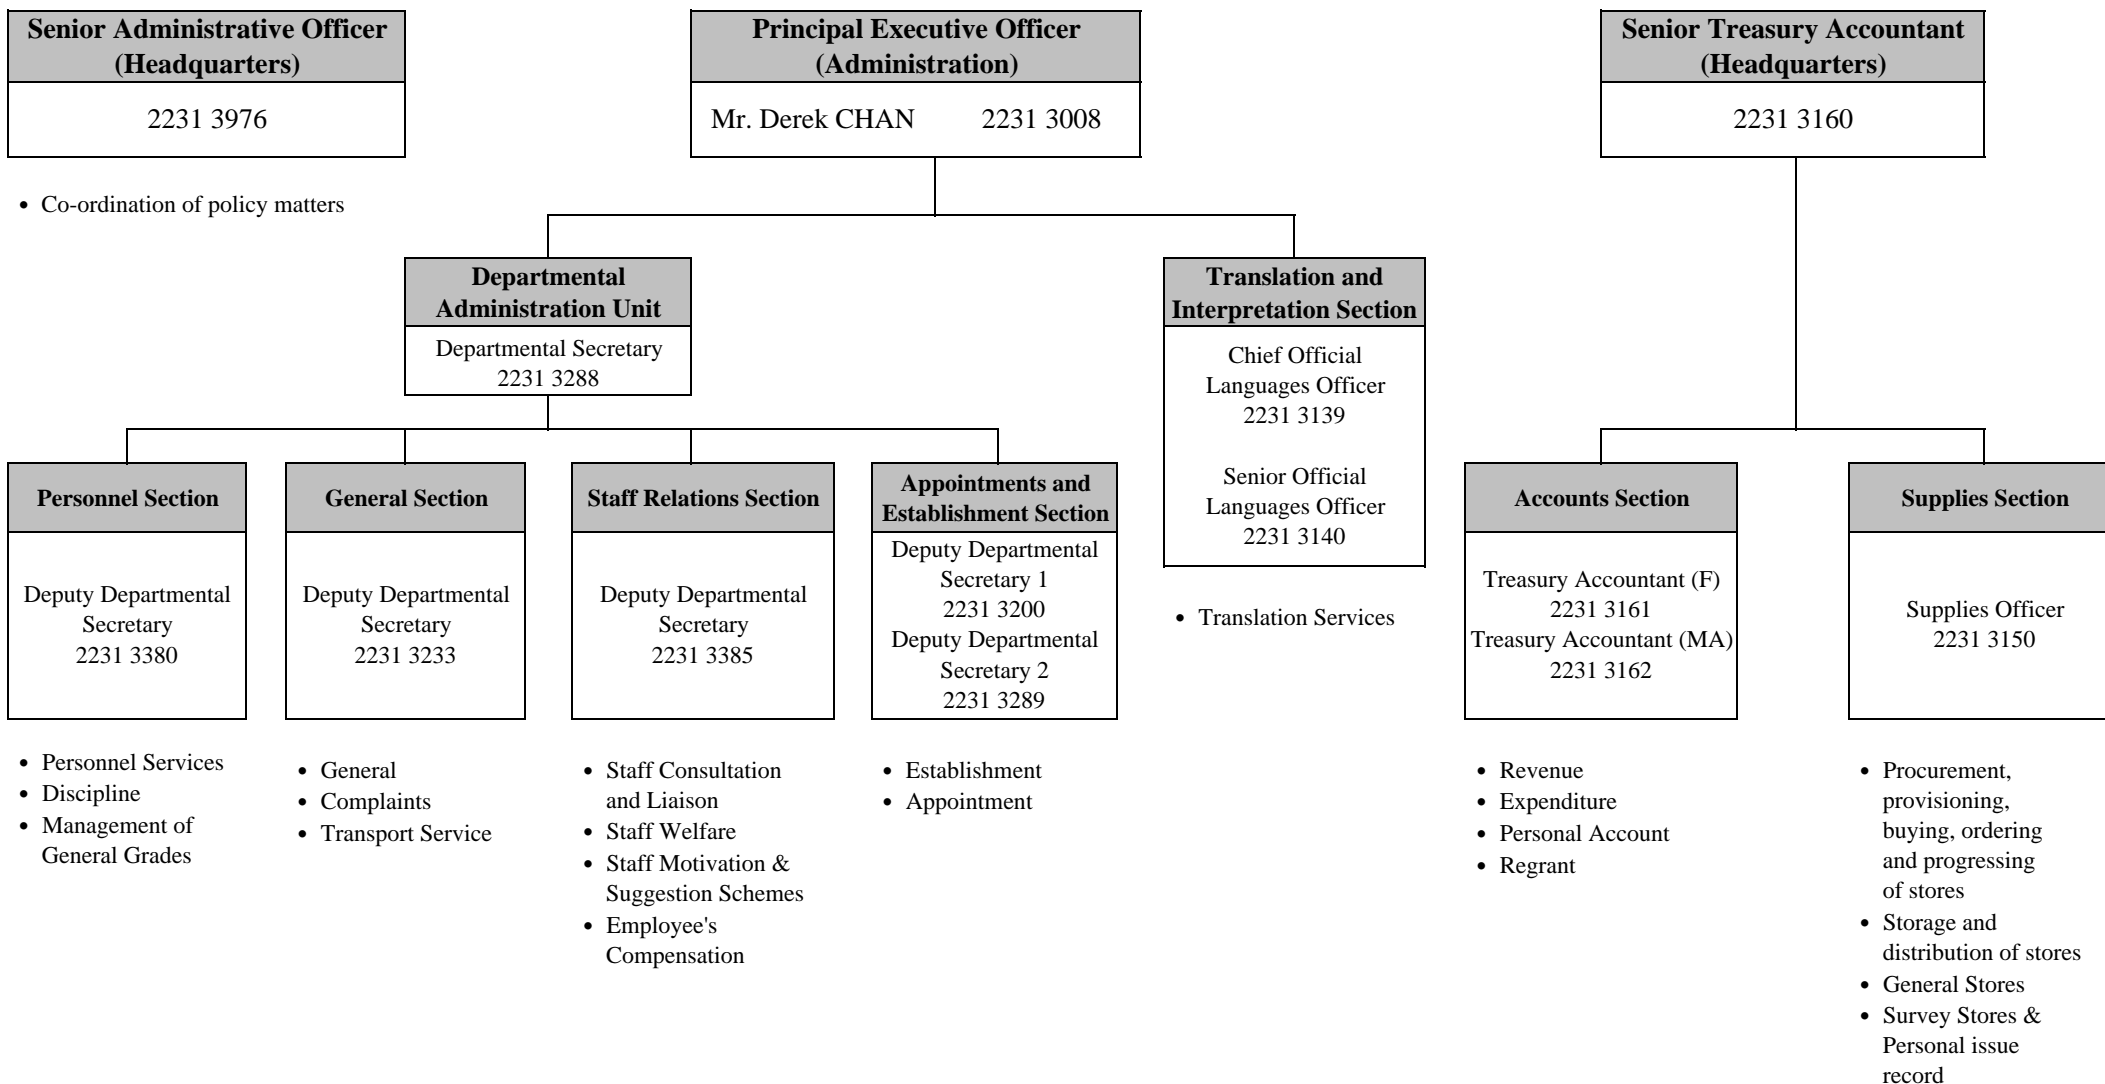 Senior Administrative Officer
(Headquarters)
2231 3976
• Co-ordination of policy matters
Principal Executive Officer
(Administration)
Mr. Derek CHAN 2231 3008
Senior Treasury Accountant
(Headquarters)
2231 3160
Departmental
Administration Unit
Departmental Secretary
2231 3288
Translation and
Interpretation Section
Chief Official
Languages Officer
2231 3139
Senior Official
Languages Officer
2231 3140
• Translation Services
Personnel Section
Deputy Departmental
Secretary
2231 3380
• Personnel Services
• Discipline
• Management of
General Grades
General Section
Deputy Departmental
Secretary
2231 3233
• General
• Complaints
• Transport Service
Staff Relations Section
Deputy Departmental
Secretary
2231 3385
• Staff Consultation
and Liaison
• Staff Welfare
• Staff Motivation &
Suggestion Schemes
• Employee's
Compensation
Appointments and
Establishment Section
Deputy Departmental
Secretary 1
2231 3200
Deputy Departmental
Secretary 2
2231 3289
• Establishment
• Appointment
Accounts Section
Treasury Accountant (F)
2231 3161
Treasury Accountant (MA)
2231 3162
• Revenue
• Expenditure
• Personal Account
• Regrant
Supplies Section
Supplies Officer
2231 3150
• Procurement,
provisioning,
buying, ordering
and progressing
of stores
• Storage and
distribution of stores
• General Stores
• Survey Stores &
Personal issue
record